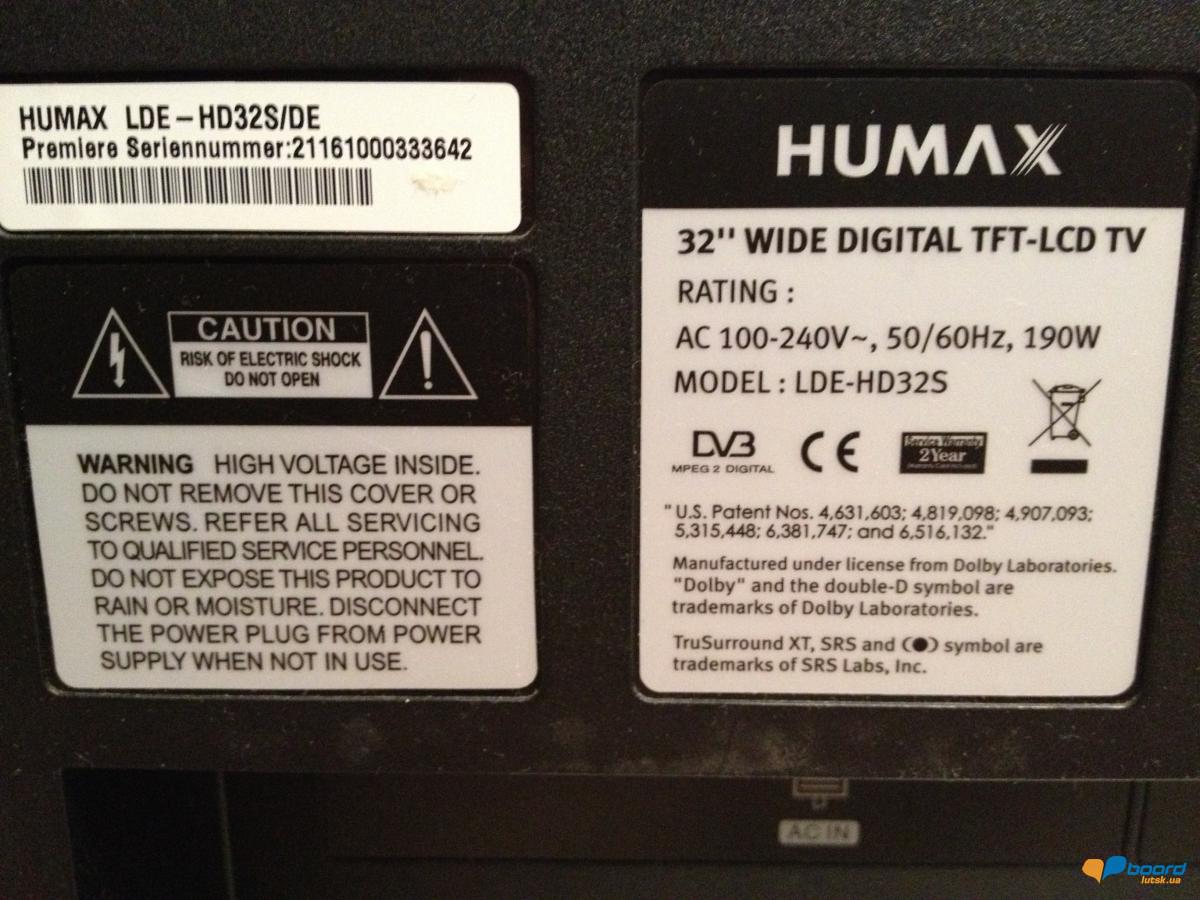 HUMAX LDE-HD32S/DE
Premiere Seriennummer:21161000333642
CAUTION
RISK OF ELECTRIC SHOCK
DO NOT OPEN
WARNING HIGH VOLTAGE INSIDE.
DO NOT REMOVE THIS COVER OR
SCREWS. REFER ALL SERVICING
TO QUALIFIED SERVICE PERSONNEL.
DO NOT EXPOSE THIS PRODUCT TO
RAIN OR MOISTURE. DISCONNECT
THE POWER PLUG FROM POWER
SUPPLY WHEN NOT IN USE.
HUMAX
32'' WIDE DIGITAL TFT-LCD TV
RATING :
AC 100-240V~, 50/60Hz, 190W
MODEL : LDE-HD32S
DVB
MPEG 2 DIGITAL
CE
Service Warranty
2Year
"U.S. Patent Nos. 4,631,603; 4,819,098; 4,907,093;
5,315,448; 6,381,747; and 6,516,132."
Manufactured under license from Dolby Laboratories.
"Dolby" and the double-D symbol are
trademarks of Dolby Laboratories.
TruSurround XT, SRS and (●) symbol are
trademarks of SRS Labs, Inc.
AC IN
boord
lutsk.ua